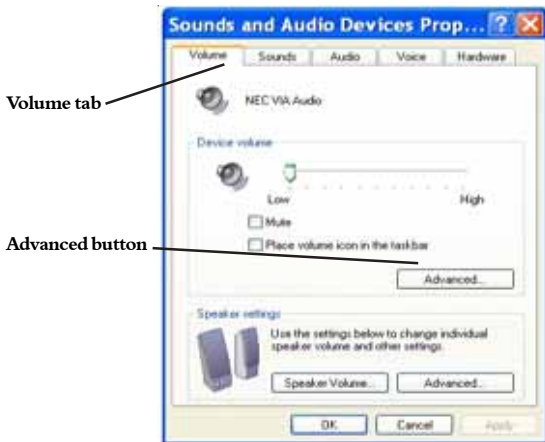 Sounds and Audio Devices Prop...
Volume Sounds Audio Voice Hardware
Volume tab
NEC VIA Audio
Device volume
Low High
Mute
Advanced button
Place volume icon in the taskbar
Advanced...
Speaker settings
Use the settings below to change individual
speaker volume and other settings.
Speaker Volume... Advanced...
OK Cancel Apply